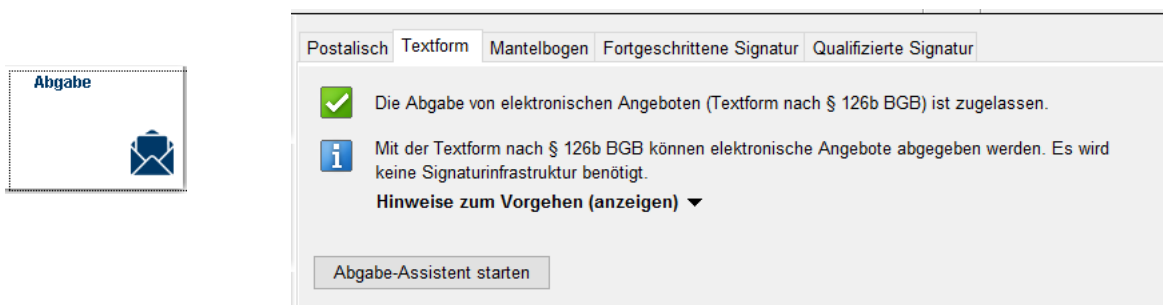 Abgabe
Postalisch Textform Mantelbogen Fortgeschrittene Signatur Qualifizierte Signatur
Die Abgabe von elektronischen Angeboten (Textform nach § 126b BGB) ist zugelassen.
Mit der Textform nach § 126b BGB können elektronische Angebote abgegeben werden. Es wird
keine Signaturinfrastruktur benötigt.
Hinweise zum Vorgehen (anzeigen)
Abgabe-Assistent starten